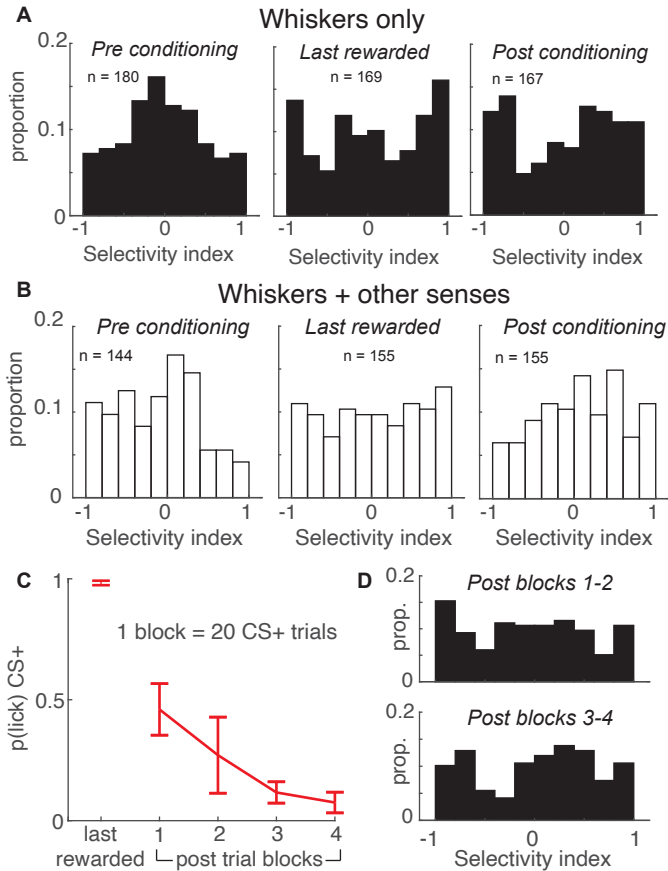 A
Whiskers only
Pre conditioning
Last rewarded
Post conditioning
n = 180
n = 169
n = 167
proportion
0.2
0.1
0
-1 0 1
-1 0 1
-1 0 1
Selectivity index
Selectivity index
Selectivity index
B
Whiskers + other senses
Pre conditioning
Last rewarded
Post conditioning
n = 144
n = 155
n = 155
proportion
0.2
0.1
0
-1 0 1
-1 0 1
-1 0 1
Selectivity index
Selectivity index
Selectivity index
C
p(lick) CS+
1
0.5
0
1 block = 20 CS+ trials
last
rewarded
1 2 3 4
post trial blocks
D
Post blocks 1-2
prop.
0.2
0
Post blocks 3-4
prop.
0.2
0
-1 0 1
Selectivity index